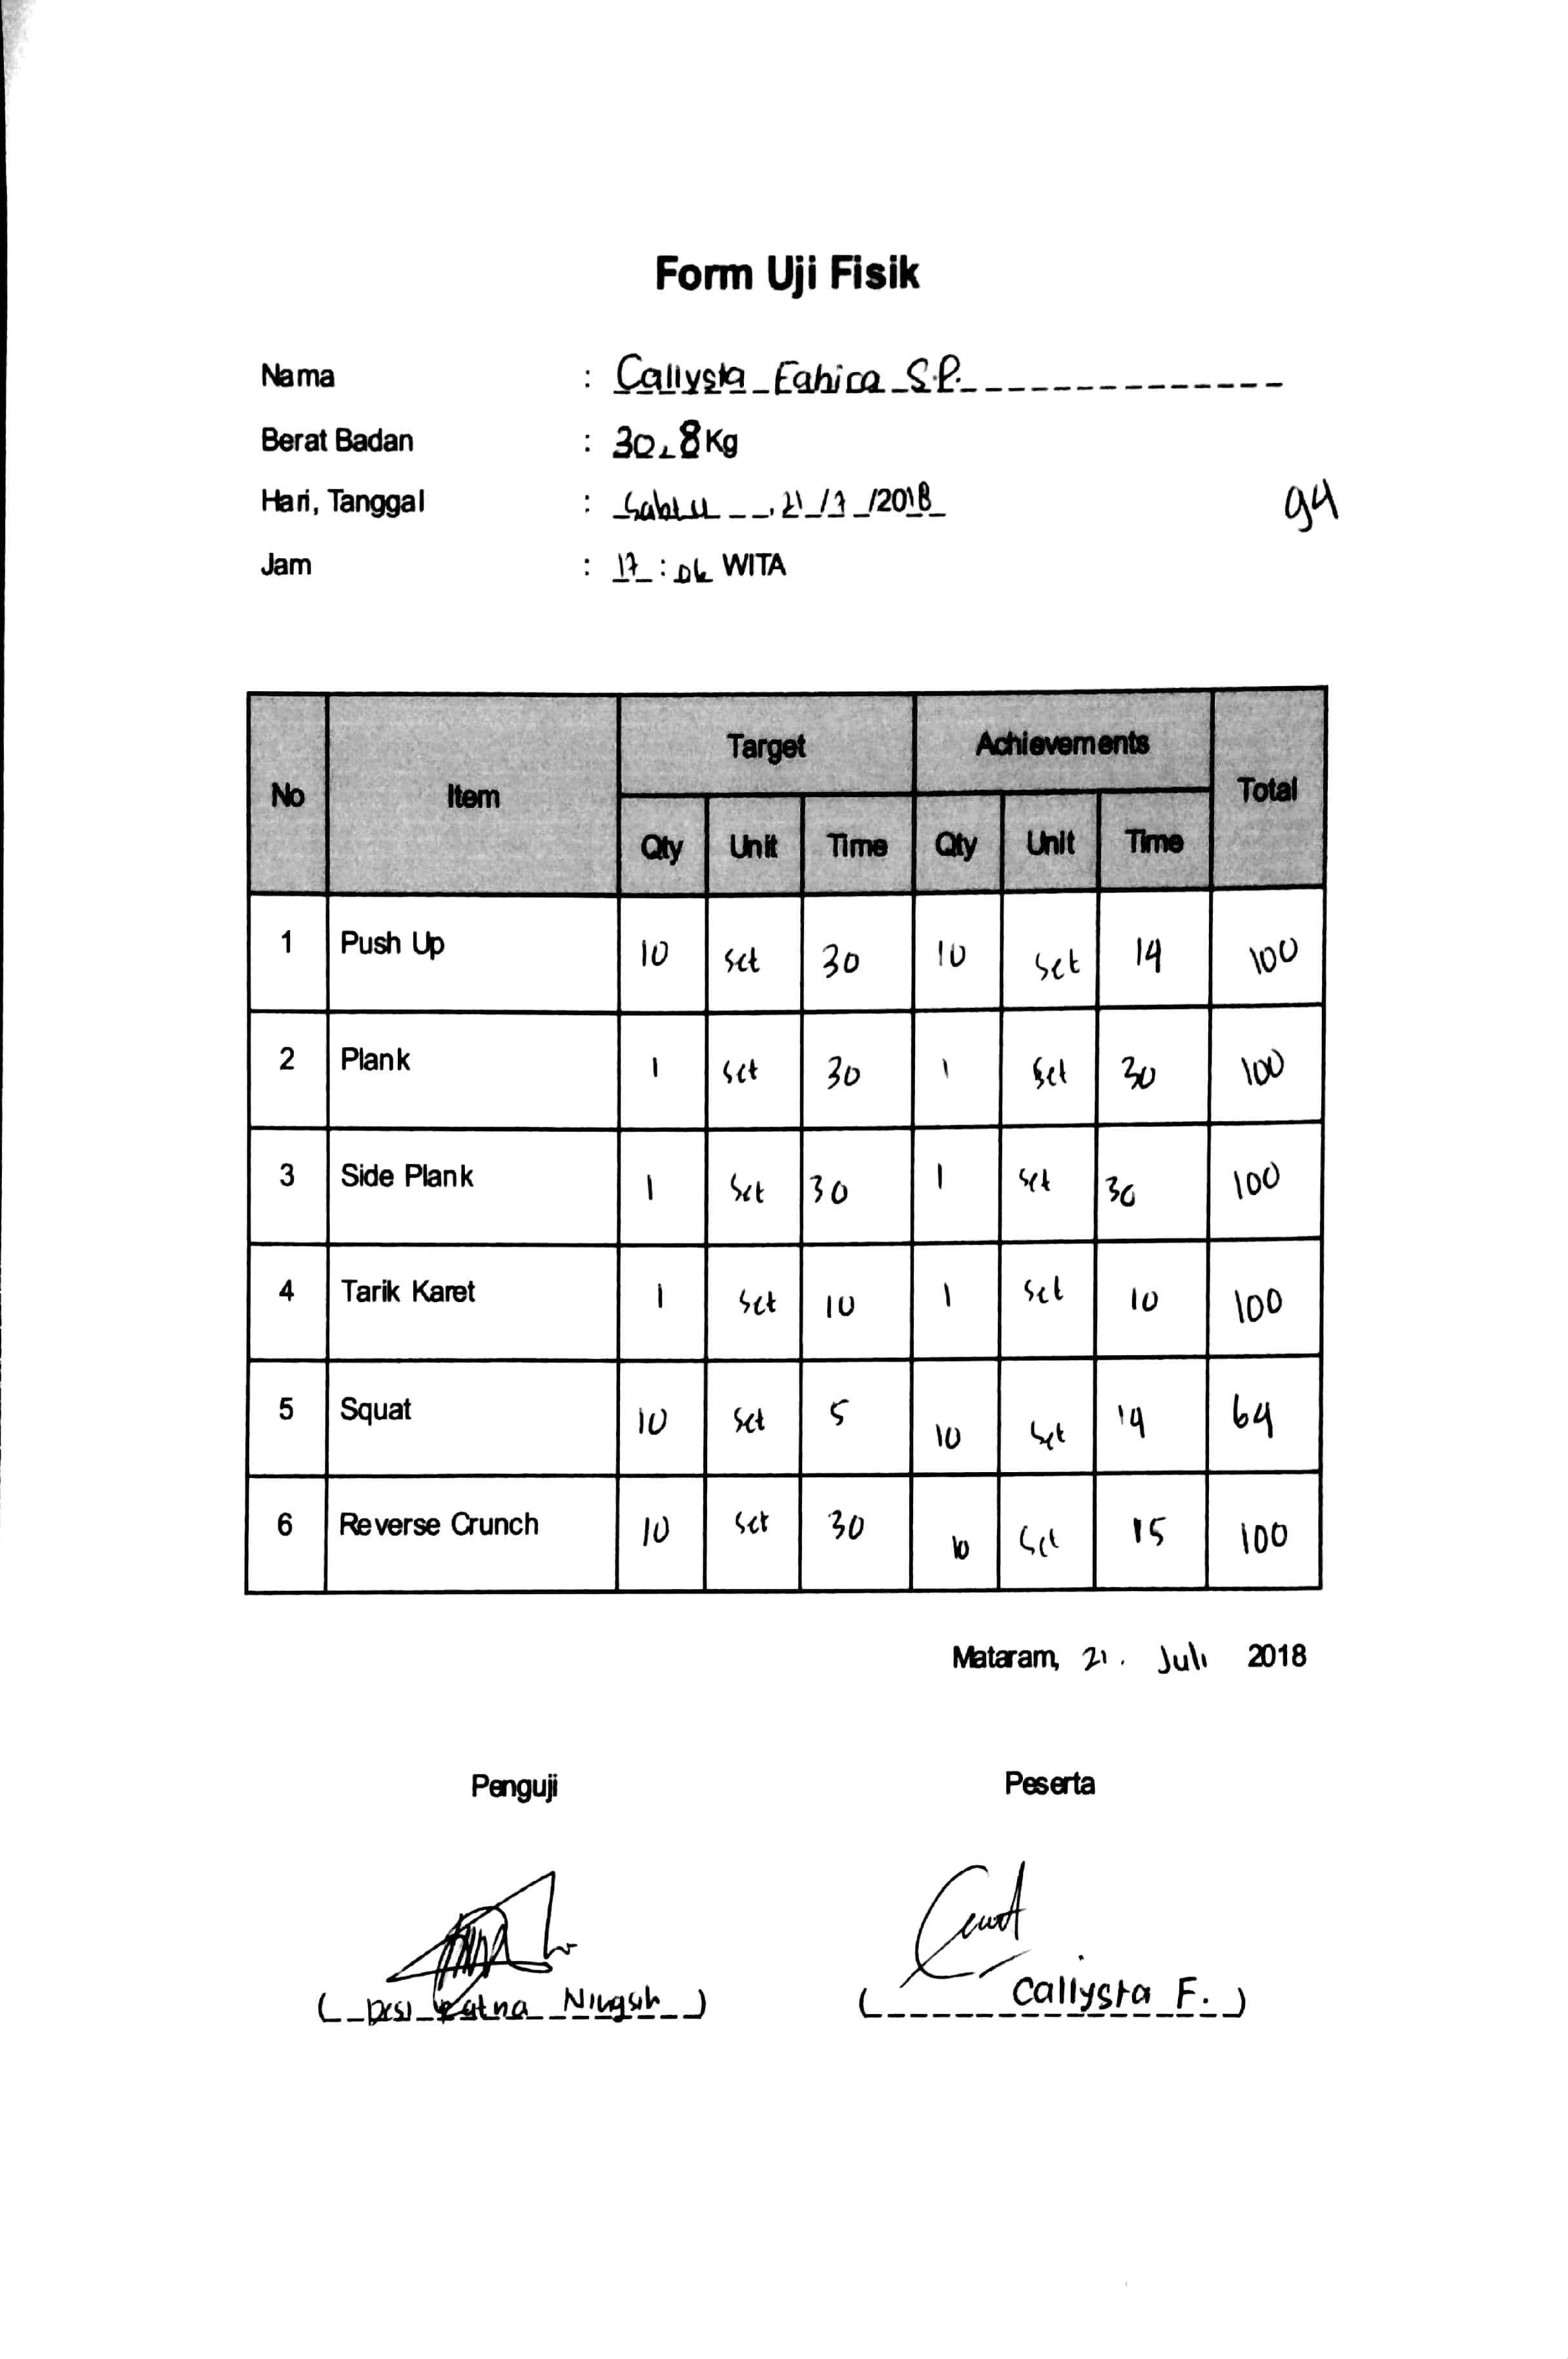 Form Uji Fisik
Nama : Callysta Fahira S.P.
Berat Badan : 30,8 Kg
Hari, Tanggal : Sabtu , 21/7/2018
94
Jam : 17 : 06 WITA
No Item Target Achievements Total
Qty Unit Time Qty Unit Time
1 Push Up 10 set 30 10 set 14 100
2 Plank 1 set 30 1 set 30 100
3 Side Plank 1 set 30 1 set 30 100
4 Tarik Karet 1 set 10 1 set 10 100
5 Squat 10 set 5 10 set 14 64
6 Reverse Crunch 10 set 30 10 set 15 100
Mataram, 21. Juli 2018
Penguji Peserta
( Desi Ratna Ningsih ) ( Callysta F. )